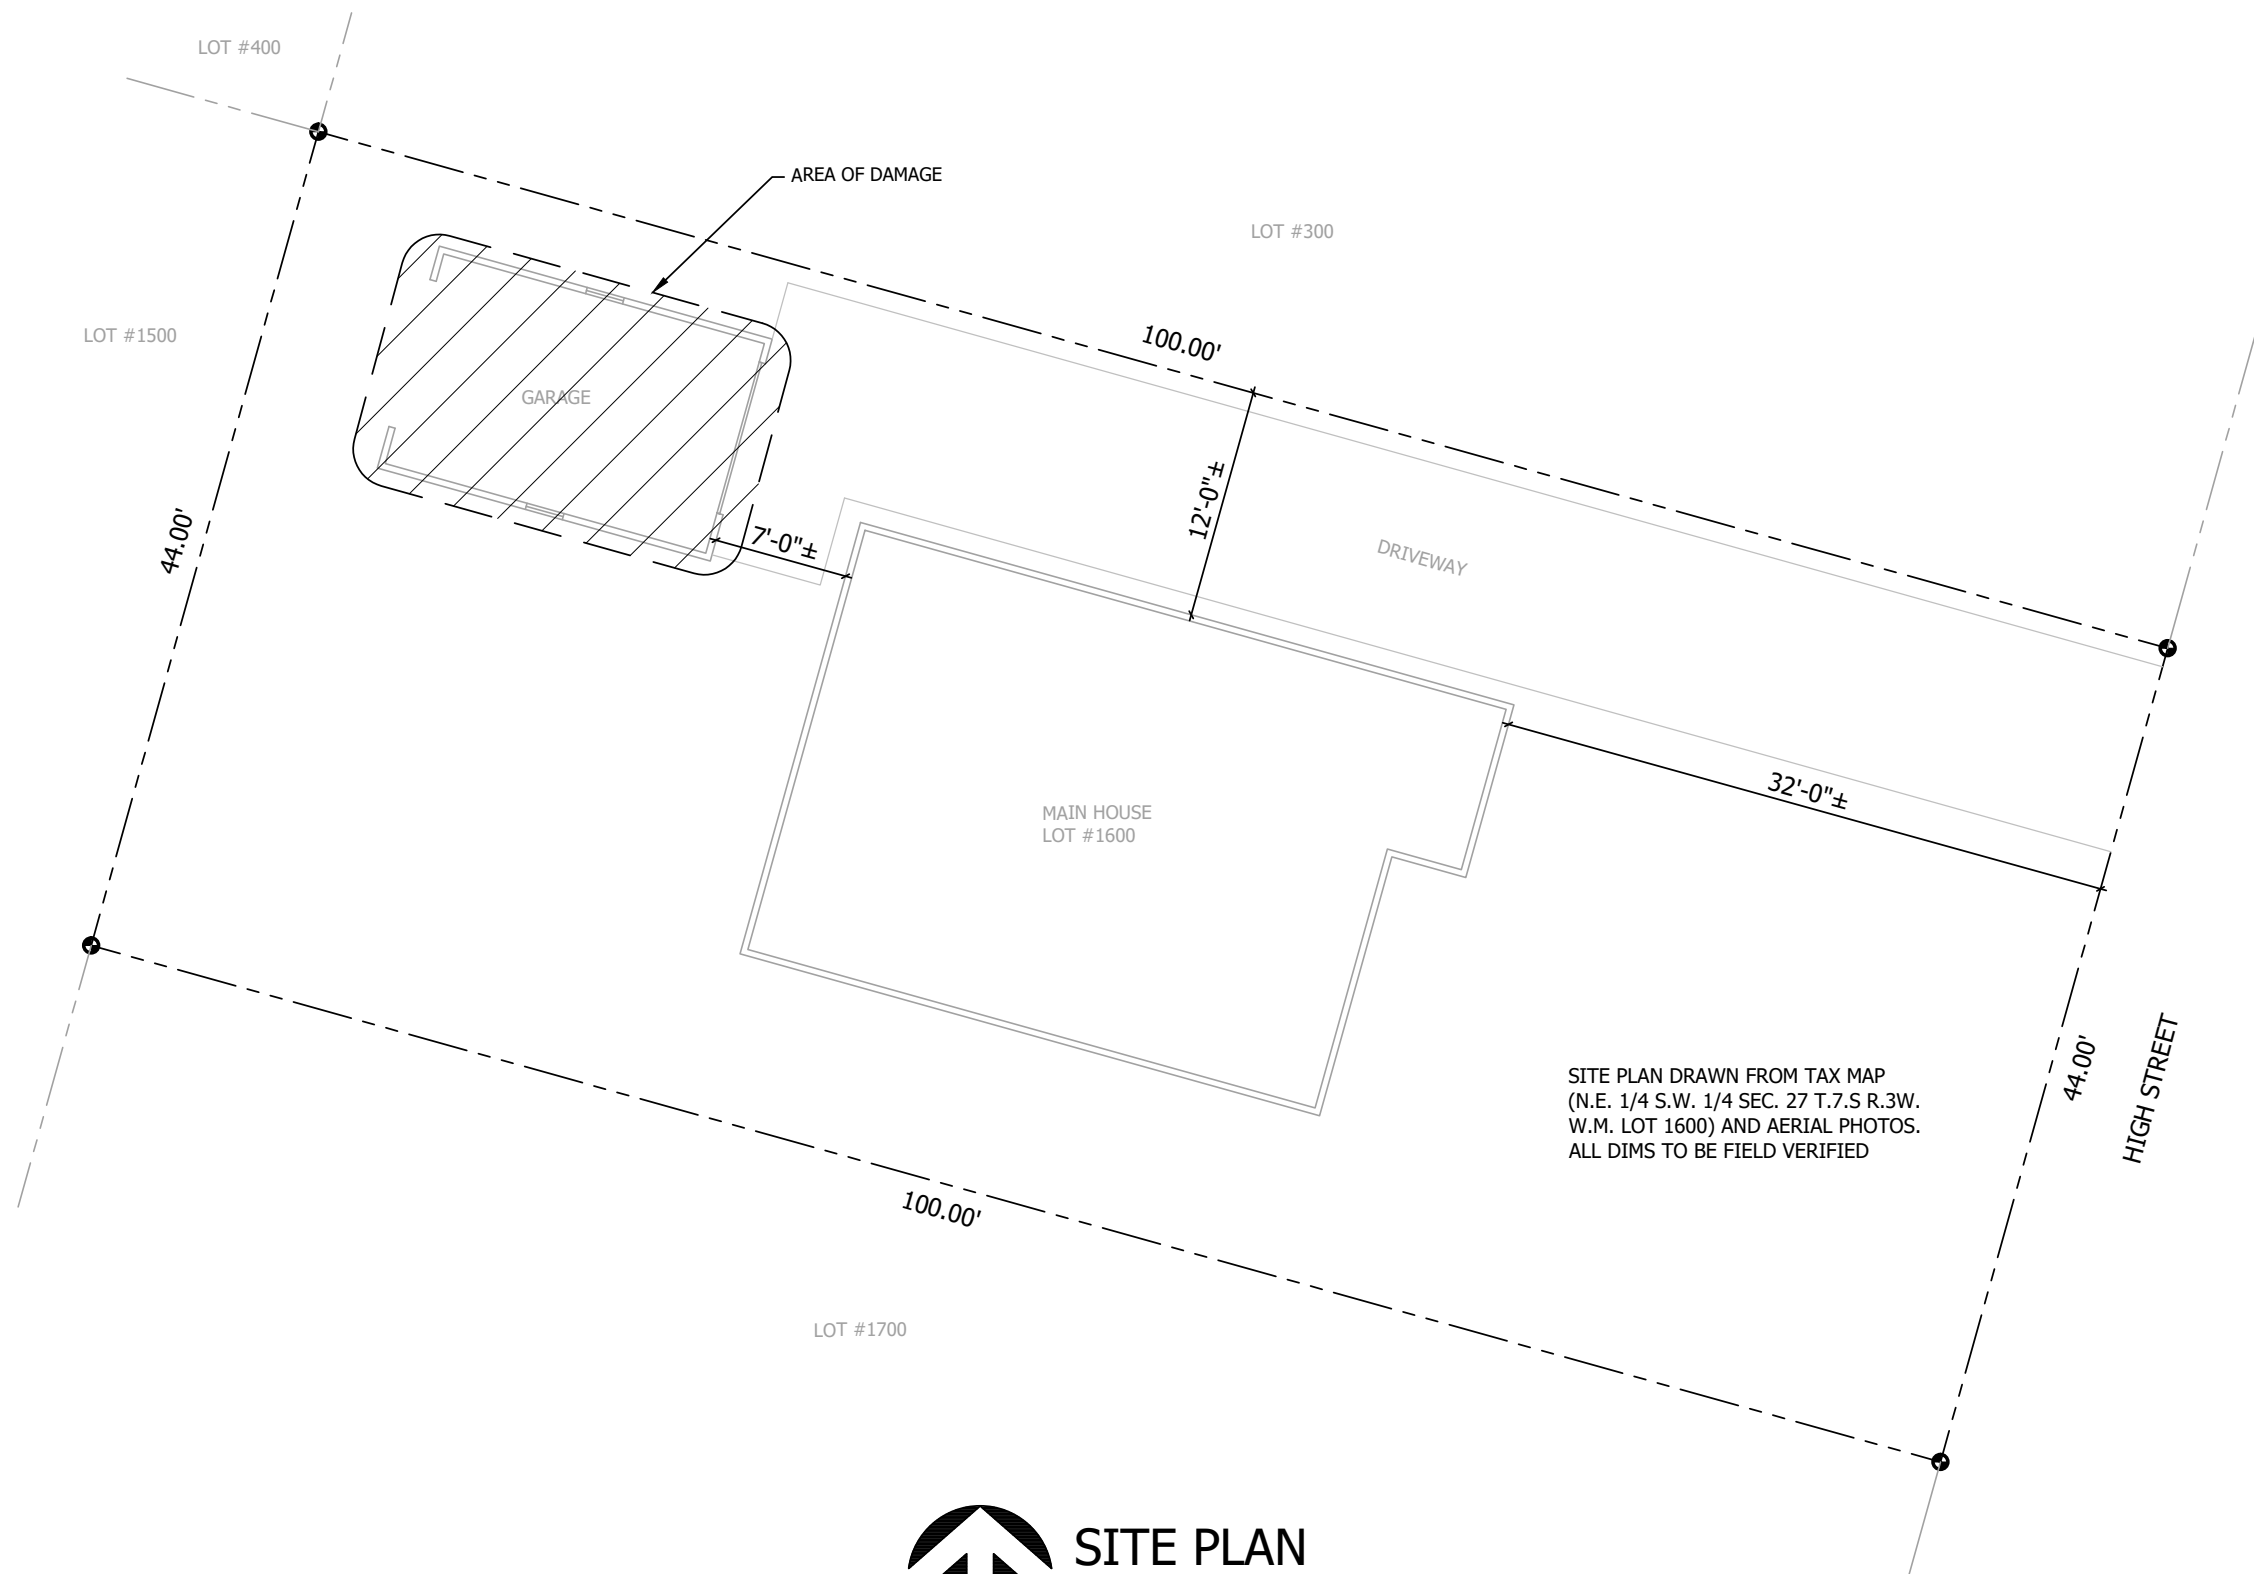 LOT #400
AREA OF DAMAGE
LOT #300
LOT #1500
100.00'
GARAGE
12'-0"±
44.00'
7'-0"±
DRIVEWAY
32'-0"±
MAIN HOUSE
LOT #1600
44.00'
HIGH STREET
SITE PLAN DRAWN FROM TAX MAP
(N.E. 1/4 S.W. 1/4 SEC. 27 T.7.S R.3W.
W.M. LOT 1600) AND AERIAL PHOTOS.
ALL DIMS TO BE FIELD VERIFIED
100.00'
LOT #1700
SITE PLAN